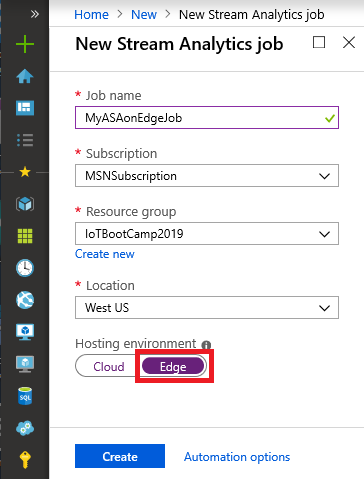 »
Home > New > New Stream Analytics job
New Stream Analytics job
* Job name
MyASAonEdgeJob
* Subscription
MSNSubscription
* Resource group
IoTBootCamp2019
Create new
* Location
West US
Hosting environment
Cloud Edge
SQL
Create Automation options